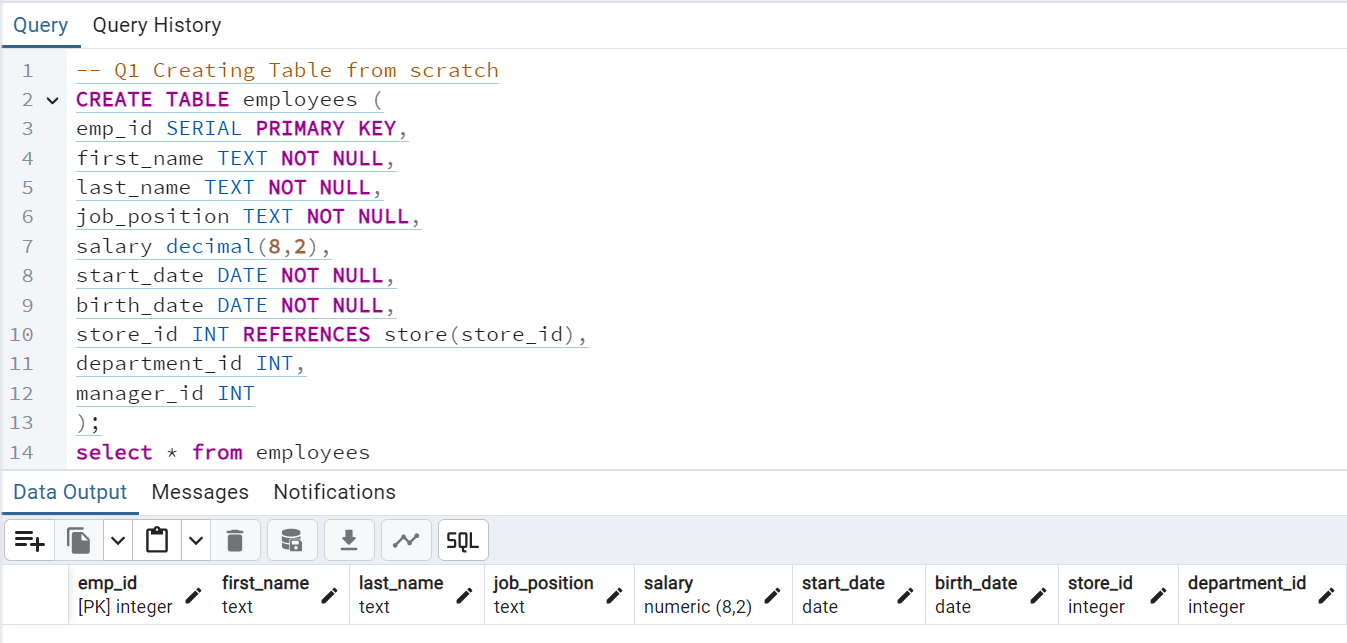 Query Query History
1 -- Q1 Creating Table from scratch
2 CREATE TABLE employees (
3 emp_id SERIAL PRIMARY KEY,
4 first_name TEXT NOT NULL,
5 last_name TEXT NOT NULL,
6 job_position TEXT NOT NULL,
7 salary decimal(8,2),
8 start_date DATE NOT NULL,
9 birth_date DATE NOT NULL,
10 store_id INT REFERENCES store(store_id),
11 department_id INT,
12 manager_id INT
13 );
14 select * from employees
Data Output Messages Notifications
SQL
emp_id first_name last_name job_position salary start_date birth_date store_id department_id
[PK] integer text text text numeric (8,2) date date integer integer